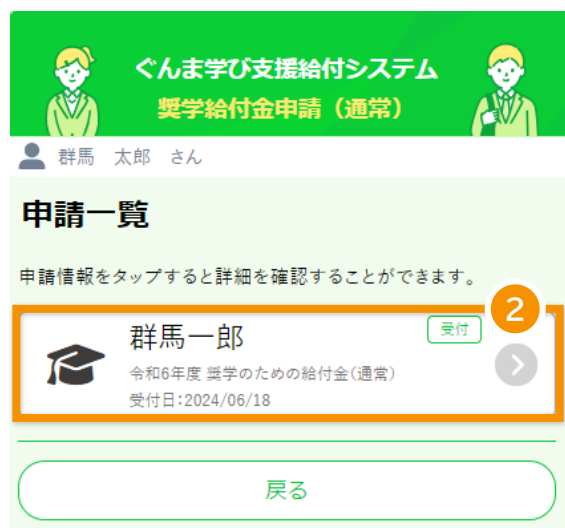 ぐんま学び支援給付システム
奨学給付金申請（通常）
群馬　太郎　さん
申請一覧
申請情報をタップすると詳細を確認することができます。
2
群馬一郎
受付
令和6年度 奨学のための給付金(通常)
受付日:2024/06/18
戻る